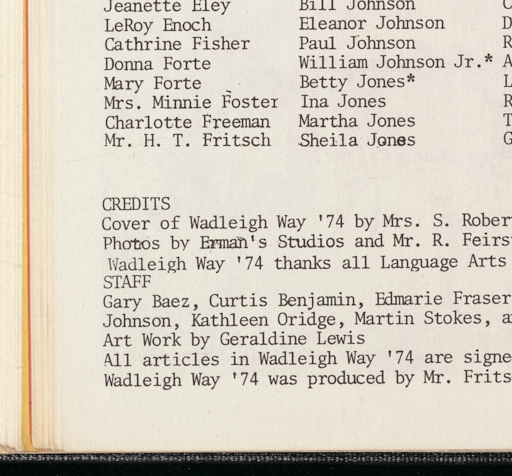 Jeanette Eley Bill Johnson
LeRoy Enoch Eleanor Johnson D
Cathrine Fisher Paul Johnson R
Donna Forte William Johnson Jr.* A
Mary Forte Betty Jones* L
Mrs. Minnie Foster Ina Jones R
Charlotte Freeman Martha Jones T
Mr. H. T. Fritsch Sheila Jones G
CREDITS
Cover of Wadleigh Way '74 by Mrs. S. Rober
Photos by Erman's Studios and Mr. R. Feirs
Wadleigh Way '74 thanks all Language Arts
STAFF
Gary Baez, Curtis Benjamin, Edmarie Fraser
Johnson, Kathleen Oridge, Martin Stokes, a
Art Work by Geraldine Lewis
All articles in Wadleigh Way '74 are signe
Wadleigh Way '74 was produced by Mr. Frits